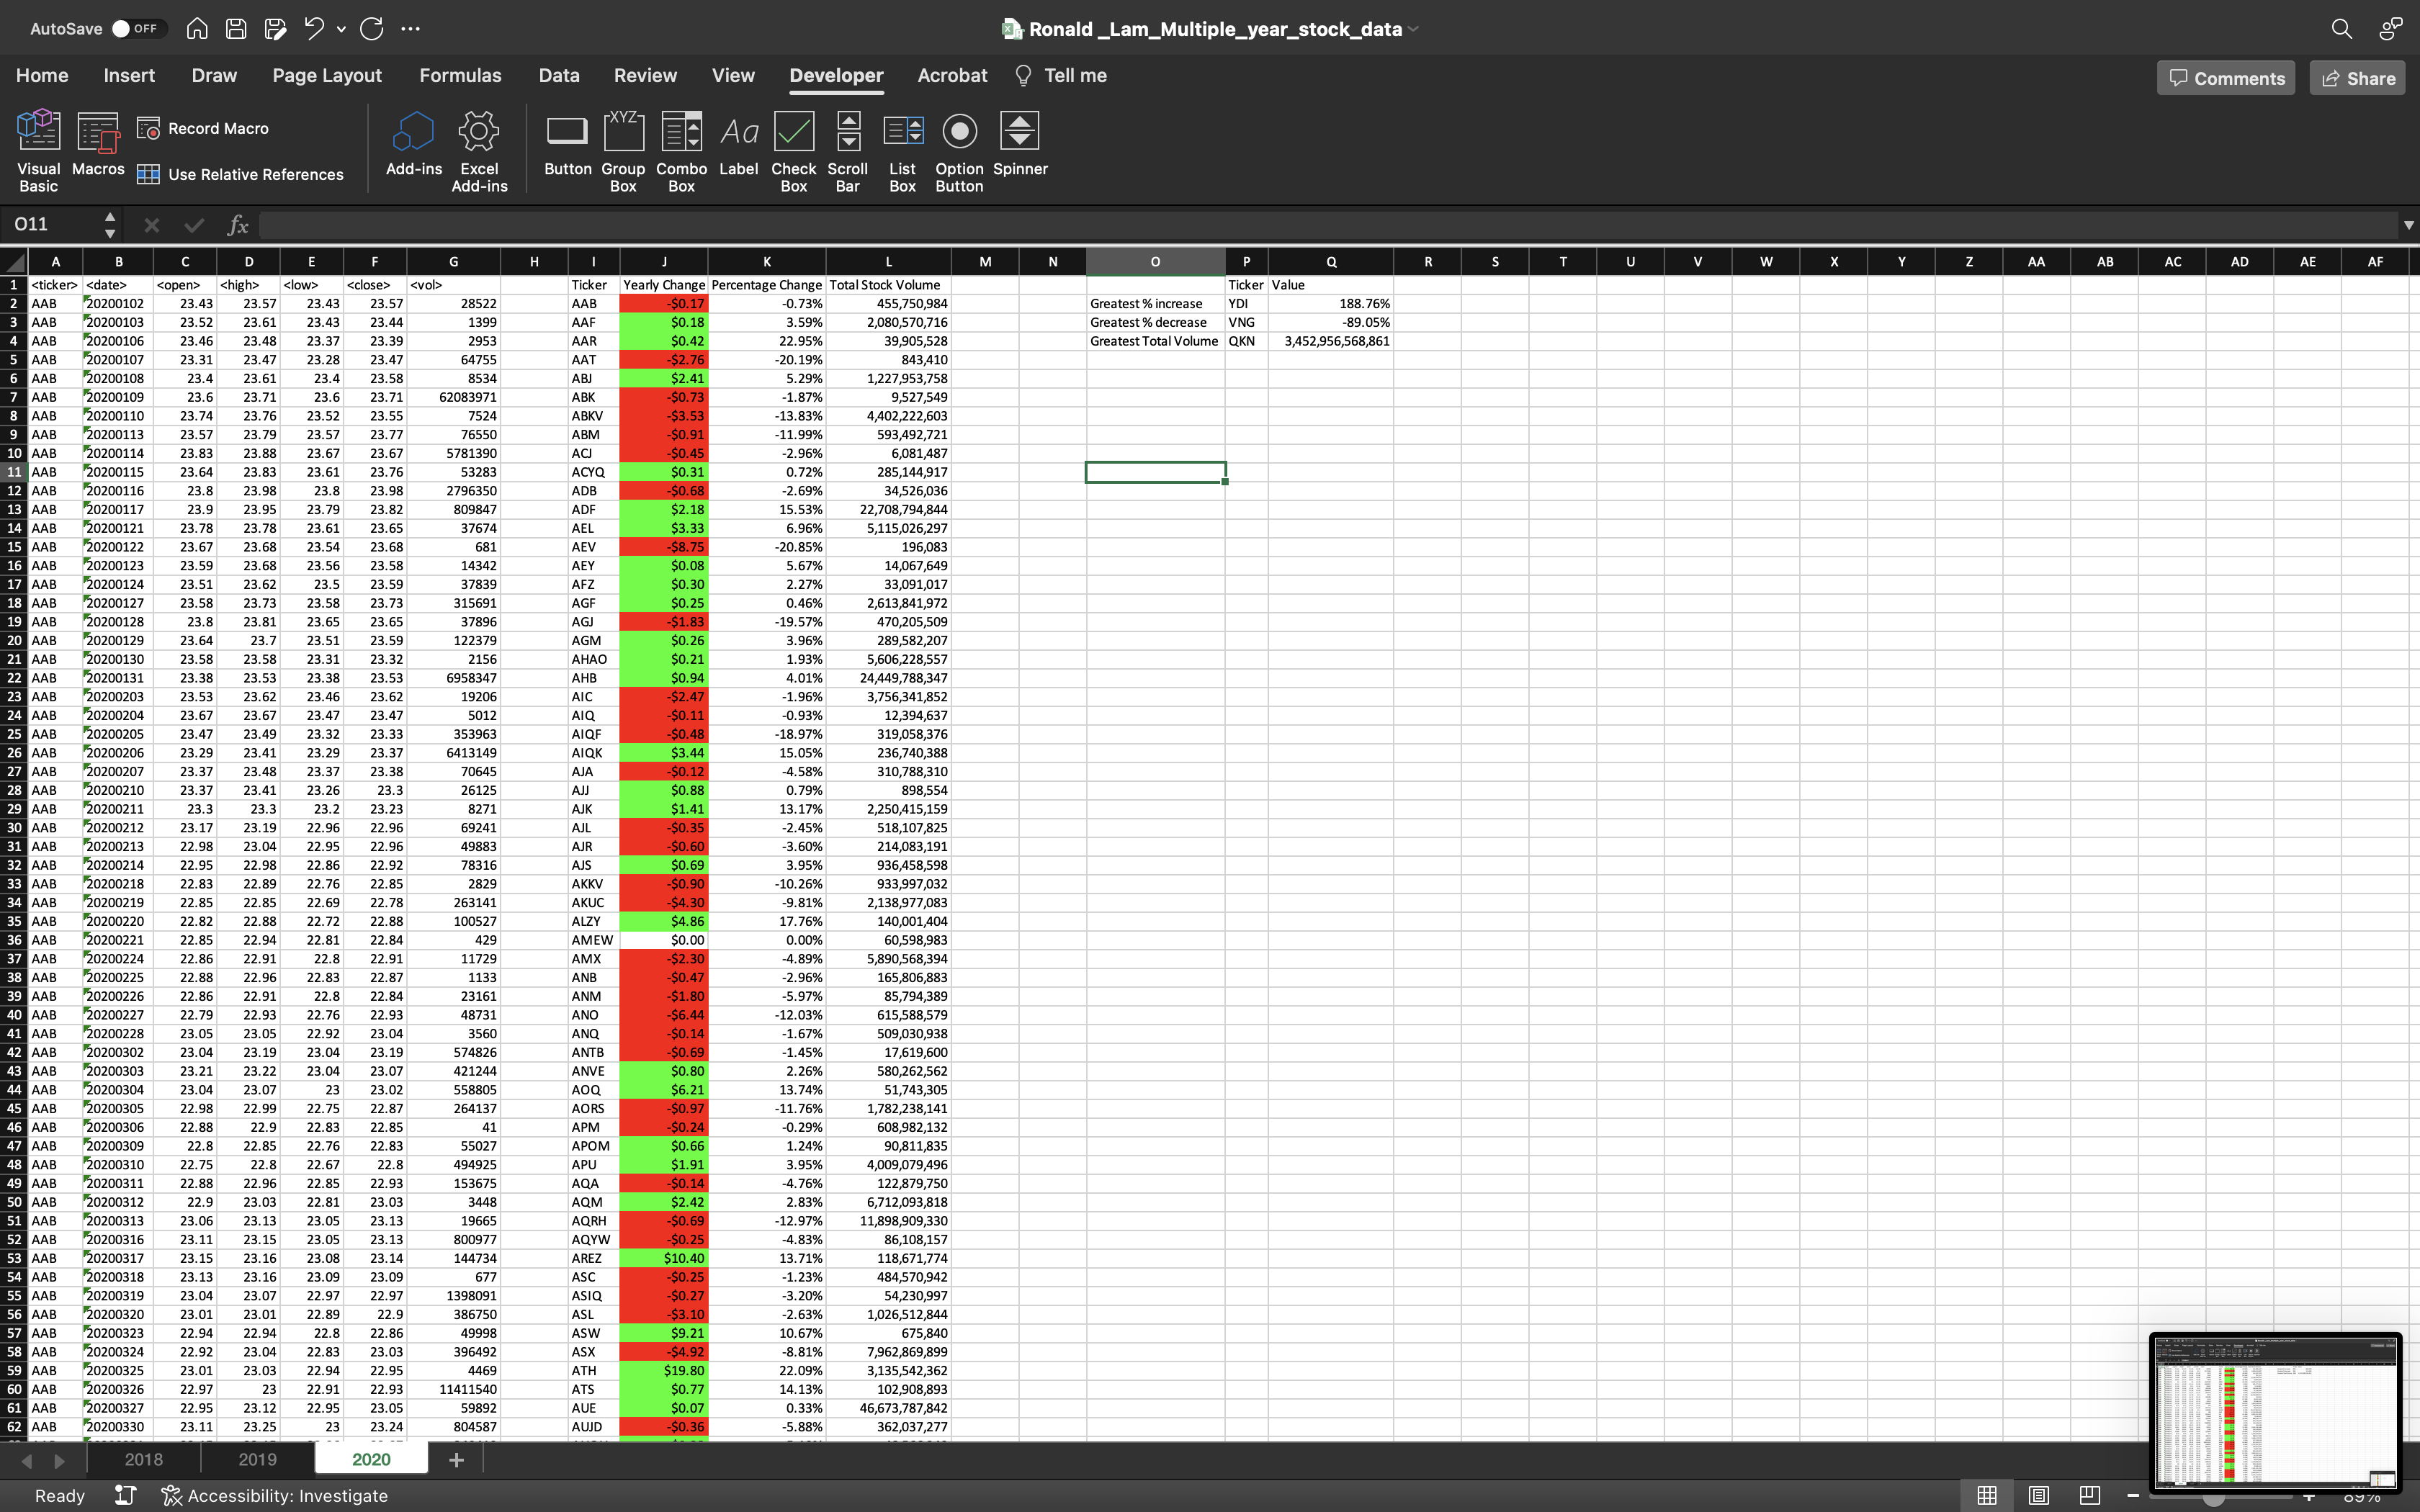 AutoSave OFF
Ronald _Lam_Multiple_year_stock_data
Home Insert Draw Page Layout Formulas Data Review View Developer Acrobat Tell me Comments Share
Visual Basic Macros Record Macro Use Relative References Add-ins Excel Add-ins Button Group Box Combo Box Label Check Box Scroll Bar List Box Option Button Spinner
O11 fx
A B C D E F G H I J K L M N O P Q R S T U V W X Y Z AA AB AC AD AE AF
1 <ticker> <date> <open> <high> <low> <close> <vol> Ticker Yearly Change Percentage Change Total Stock Volume Ticker Value
2 AAB 20200102 23.43 23.57 23.43 23.57 28522 AAB -$0.17 -0.73% 455,750,984 Greatest % increase YDI 188.76%
3 AAB 20200103 23.52 23.61 23.43 23.44 1399 AAF $0.18 3.59% 2,080,570,716 Greatest % decrease VNG -89.05%
4 AAB 20200106 23.46 23.48 23.37 23.39 2953 AAR $0.42 22.95% 39,905,528 Greatest Total Volume QKN 3,452,956,568,861
5 AAB 20200107 23.31 23.47 23.28 23.47 64755 AAT -$2.76 -20.19% 843,410
6 AAB 20200108 23.4 23.61 23.4 23.58 8534 ABJ $2.41 5.29% 1,227,953,758
7 AAB 20200109 23.6 23.71 23.6 23.71 62083971 ABK -$0.73 -1.87% 9,527,549
8 AAB 20200110 23.74 23.76 23.52 23.55 7524 ABKV -$3.53 -13.83% 4,402,222,603
9 AAB 20200113 23.57 23.79 23.57 23.77 76550 ABM -$0.91 -11.99% 593,492,721
10 AAB 20200114 23.83 23.88 23.67 23.67 5781390 ACJ -$0.45 -2.96% 6,081,487
11 AAB 20200115 23.64 23.83 23.61 23.76 53283 ACYQ $0.31 0.72% 285,144,917
12 AAB 20200116 23.8 23.98 23.8 23.98 2796350 ADB -$0.68 -2.69% 34,526,036
13 AAB 20200117 23.9 23.95 23.79 23.82 809847 ADF $2.18 15.53% 22,708,794,844
14 AAB 20200121 23.78 23.78 23.61 23.65 37674 AEL $3.33 6.96% 5,115,026,297
15 AAB 20200122 23.67 23.68 23.54 23.68 681 AEV -$8.75 -20.85% 196,083
16 AAB 20200123 23.59 23.68 23.56 23.58 14342 AEY $0.08 5.67% 14,067,649
17 AAB 20200124 23.51 23.62 23.5 23.59 37839 AFZ $0.30 2.27% 33,091,017
18 AAB 20200127 23.58 23.73 23.58 23.73 315691 AGF $0.25 0.46% 2,613,841,972
19 AAB 20200128 23.8 23.81 23.65 23.65 37896 AGJ -$1.83 -19.57% 470,205,509
20 AAB 20200129 23.64 23.7 23.51 23.59 122379 AGM $0.26 3.96% 289,582,207
21 AAB 20200130 23.58 23.58 23.31 23.32 2156 AHAO $0.21 1.93% 5,606,228,557
22 AAB 20200131 23.38 23.53 23.38 23.53 6958347 AHB $0.94 4.01% 24,449,788,347
23 AAB 20200203 23.53 23.62 23.46 23.62 19206 AIC -$2.47 -1.96% 3,756,341,852
24 AAB 20200204 23.67 23.67 23.47 23.47 5012 AIQ -$0.11 -0.93% 12,394,637
25 AAB 20200205 23.47 23.49 23.32 23.33 353963 AIQF -$0.48 -18.97% 319,058,376
26 AAB 20200206 23.29 23.41 23.29 23.37 6413149 AIQK $3.44 15.05% 236,740,388
27 AAB 20200207 23.37 23.48 23.37 23.38 70645 AJA -$0.12 -4.58% 310,788,310
28 AAB 20200210 23.37 23.41 23.26 23.3 26125 AJJ $0.88 0.79% 898,554
29 AAB 20200211 23.3 23.3 23.2 23.23 8271 AJK $1.41 13.17% 2,250,415,159
30 AAB 20200212 23.17 23.19 22.96 22.96 69241 AJL -$0.35 -2.45% 518,107,825
31 AAB 20200213 22.98 23.04 22.95 22.96 49883 AJR -$0.60 -3.60% 214,083,191
32 AAB 20200214 22.95 22.98 22.86 22.92 78316 AJS $0.69 3.95% 936,458,598
33 AAB 20200218 22.83 22.89 22.76 22.85 2829 AKKV -$0.90 -10.26% 933,997,032
34 AAB 20200219 22.85 22.85 22.69 22.78 263141 AKUC -$4.30 -9.81% 2,138,977,083
35 AAB 20200220 22.82 22.88 22.72 22.88 100527 ALZY $4.86 17.76% 140,001,404
36 AAB 20200221 22.85 22.94 22.81 22.84 429 AMEW $0.00 0.00% 60,598,983
37 AAB 20200224 22.86 22.91 22.8 22.91 11729 AMX -$2.30 -4.89% 5,890,568,394
38 AAB 20200225 22.88 22.96 22.83 22.87 1133 ANB -$0.47 -2.96% 165,806,883
39 AAB 20200226 22.86 22.91 22.8 22.84 23161 ANM -$1.80 -5.97% 85,794,389
40 AAB 20200227 22.79 22.93 22.76 22.93 48731 ANO -$6.44 -12.03% 615,588,579
41 AAB 20200228 23.05 23.05 22.92 23.04 3560 ANQ -$0.14 -1.67% 509,030,938
42 AAB 20200302 23.04 23.19 23.04 23.19 574826 ANTB -$0.69 -1.45% 17,619,600
43 AAB 20200303 23.21 23.22 23.04 23.07 421244 ANVE $0.80 2.26% 580,262,562
44 AAB 20200304 23.04 23.07 23 23.02 558805 AOQ $6.21 13.74% 51,743,305
45 AAB 20200305 22.98 22.99 22.75 22.87 264137 AORS -$0.97 -11.76% 1,782,238,141
46 AAB 20200306 22.88 22.9 22.83 22.85 41 APM -$0.24 -0.29% 608,982,132
47 AAB 20200309 22.8 22.85 22.76 22.83 55027 APOM $0.66 1.24% 90,811,835
48 AAB 20200310 22.75 22.8 22.67 22.8 494925 APU $1.91 3.95% 4,009,079,496
49 AAB 20200311 22.88 22.96 22.85 22.93 153675 AQA -$0.14 -4.76% 122,879,750
50 AAB 20200312 22.9 23.03 22.81 23.03 3448 AQM $2.42 2.83% 6,712,093,818
51 AAB 20200313 23.06 23.13 23.05 23.13 19665 AQRH -$0.69 -12.97% 11,898,909,330
52 AAB 20200316 23.11 23.15 23.05 23.13 800977 AQYW -$0.25 -4.83% 86,108,157
53 AAB 20200317 23.15 23.16 23.08 23.14 144734 AREZ $10.40 13.71% 118,671,774
54 AAB 20200318 23.13 23.16 23.09 23.09 677 ASC -$0.25 -1.23% 484,570,942
55 AAB 20200319 23.04 23.07 22.97 22.97 1398091 ASIQ -$0.27 -3.20% 54,230,997
56 AAB 20200320 23.01 23.01 22.89 22.9 386750 ASL -$3.10 -2.63% 1,026,512,844
57 AAB 20200323 22.94 22.94 22.8 22.86 49998 ASW $9.21 10.67% 675,840
58 AAB 20200324 22.92 23.04 22.83 23.03 396492 ASX -$4.92 -8.81% 7,962,869,899
59 AAB 20200325 23.01 23.03 22.94 22.95 4469 ATH $19.80 22.09% 3,135,542,362
60 AAB 20200326 22.97 23 22.91 22.93 11411540 ATS $0.77 14.13% 102,908,893
61 AAB 20200327 22.95 23.12 22.95 23.05 59892 AUE $0.07 0.33% 46,673,787,842
62 AAB 20200330 23.11 23.25 23 23.24 804587 AUJD -$0.36 -5.88% 362,037,277
2018 2019 2020 +
Ready Accessibility: Investigate 89%